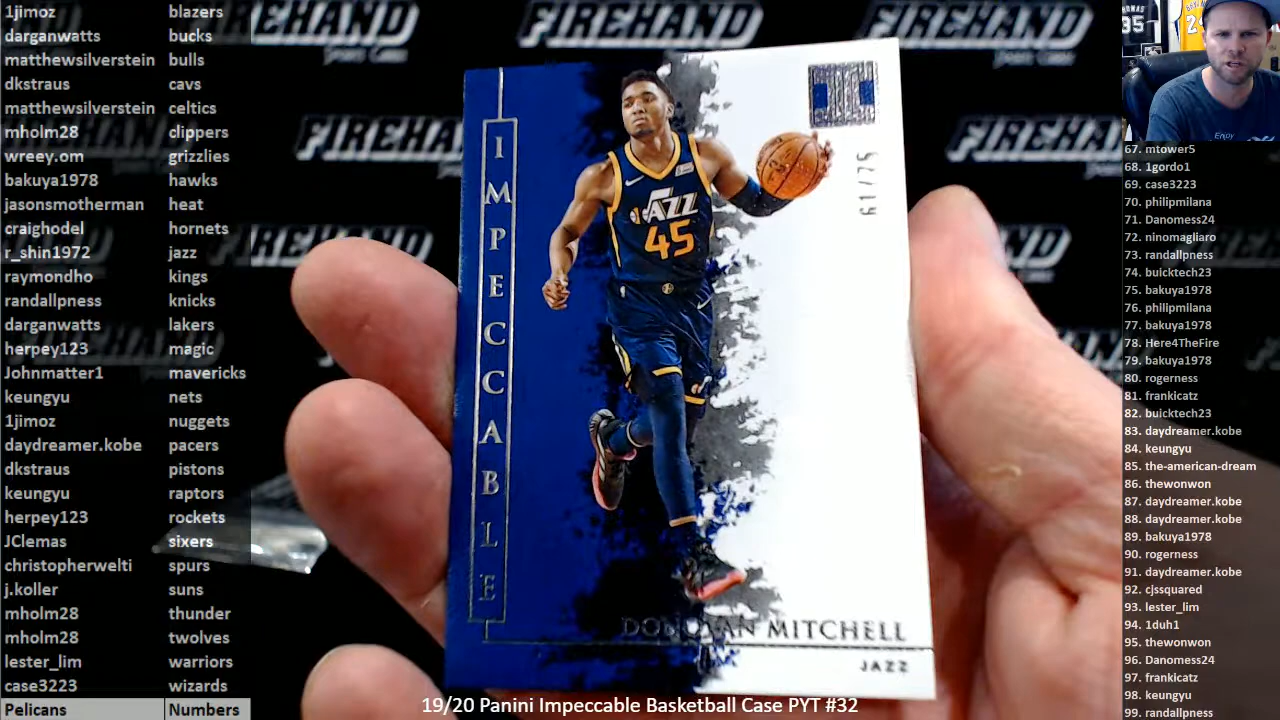 1jimoz blazers
darganwatts bucks
matthewsilverstein bulls
dkstraus cavs
matthewsilverstein celtics
mholm28 clippers
wreey.om grizzlies
bakuya1978 hawks
jasonsmotherman heat
craighodel hornets
r_shin1972 jazz
raymondho kings
randallpness knicks
darganwatts lakers
herpey123 magic
Johnmatter1 mavericks
keungyu nets
1jimoz nuggets
daydreamer.kobe pacers
dkstraus pistons
keungyu raptors
herpey123 rockets
JClemas sixers
christopherwelti spurs
j.koller suns
mholm28 thunder
mholm28 twolves
lester_lim warriors
case3223 wizards
Pelicans Numbers
FIREHAND
FIREHAND
FIREHAND
FIREHAND
FIREHAND
FIREHAND
IMPECCABLE
JAZZ
45
61/75
DONOVAN MITCHELL
JAZZ
19/20 Panini Impeccable Basketball Case PYT #32
35
67. mtower5
68. 1gordo1
69. case3223
70. philipmilana
71. Danomess24
72. ninomagliaro
73. randallpness
74. buicktech23
75. bakuya1978
76. philipmilana
77. bakuya1978
78. Here4TheFire
79. bakuya1978
80. rogerness
81. frankicatz
82. buicktech23
83. daydreamer.kobe
84. keungyu
85. the-american-dream
86. thewonwon
87. daydreamer.kobe
88. daydreamer.kobe
89. bakuya1978
90. rogerness
91. daydreamer.kobe
92. cjssquared
93. lester_lim
94. 1duh1
95. thewonwon
96. Danomess24
97. frankicatz
98. keungyu
99. randallpness